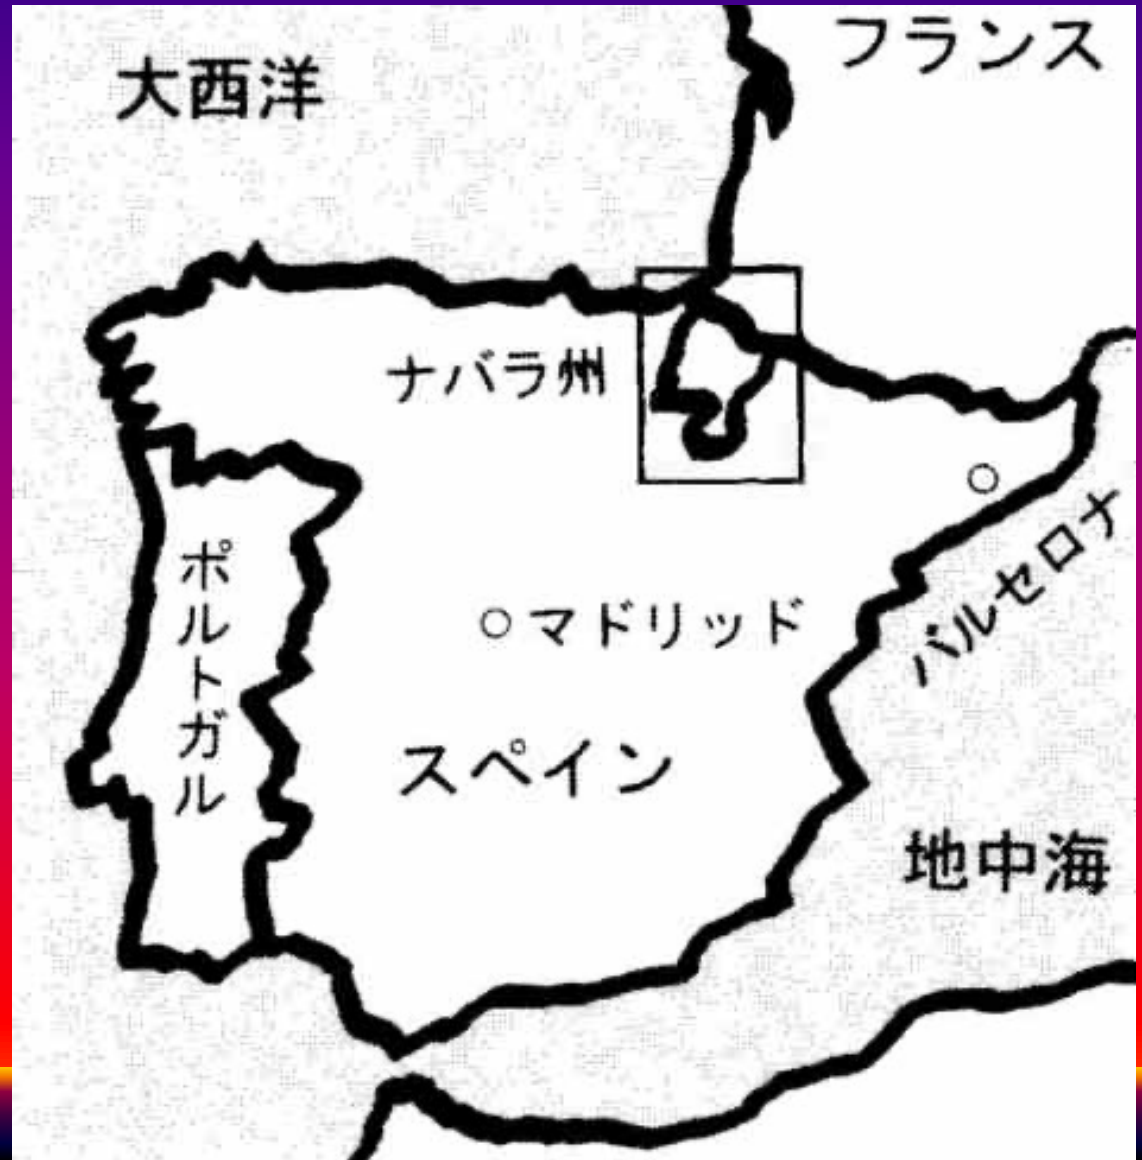 フランス
大西洋
ナバラ州
ポルトガル
マドリッド
バルセロナ
スペイン
地中海